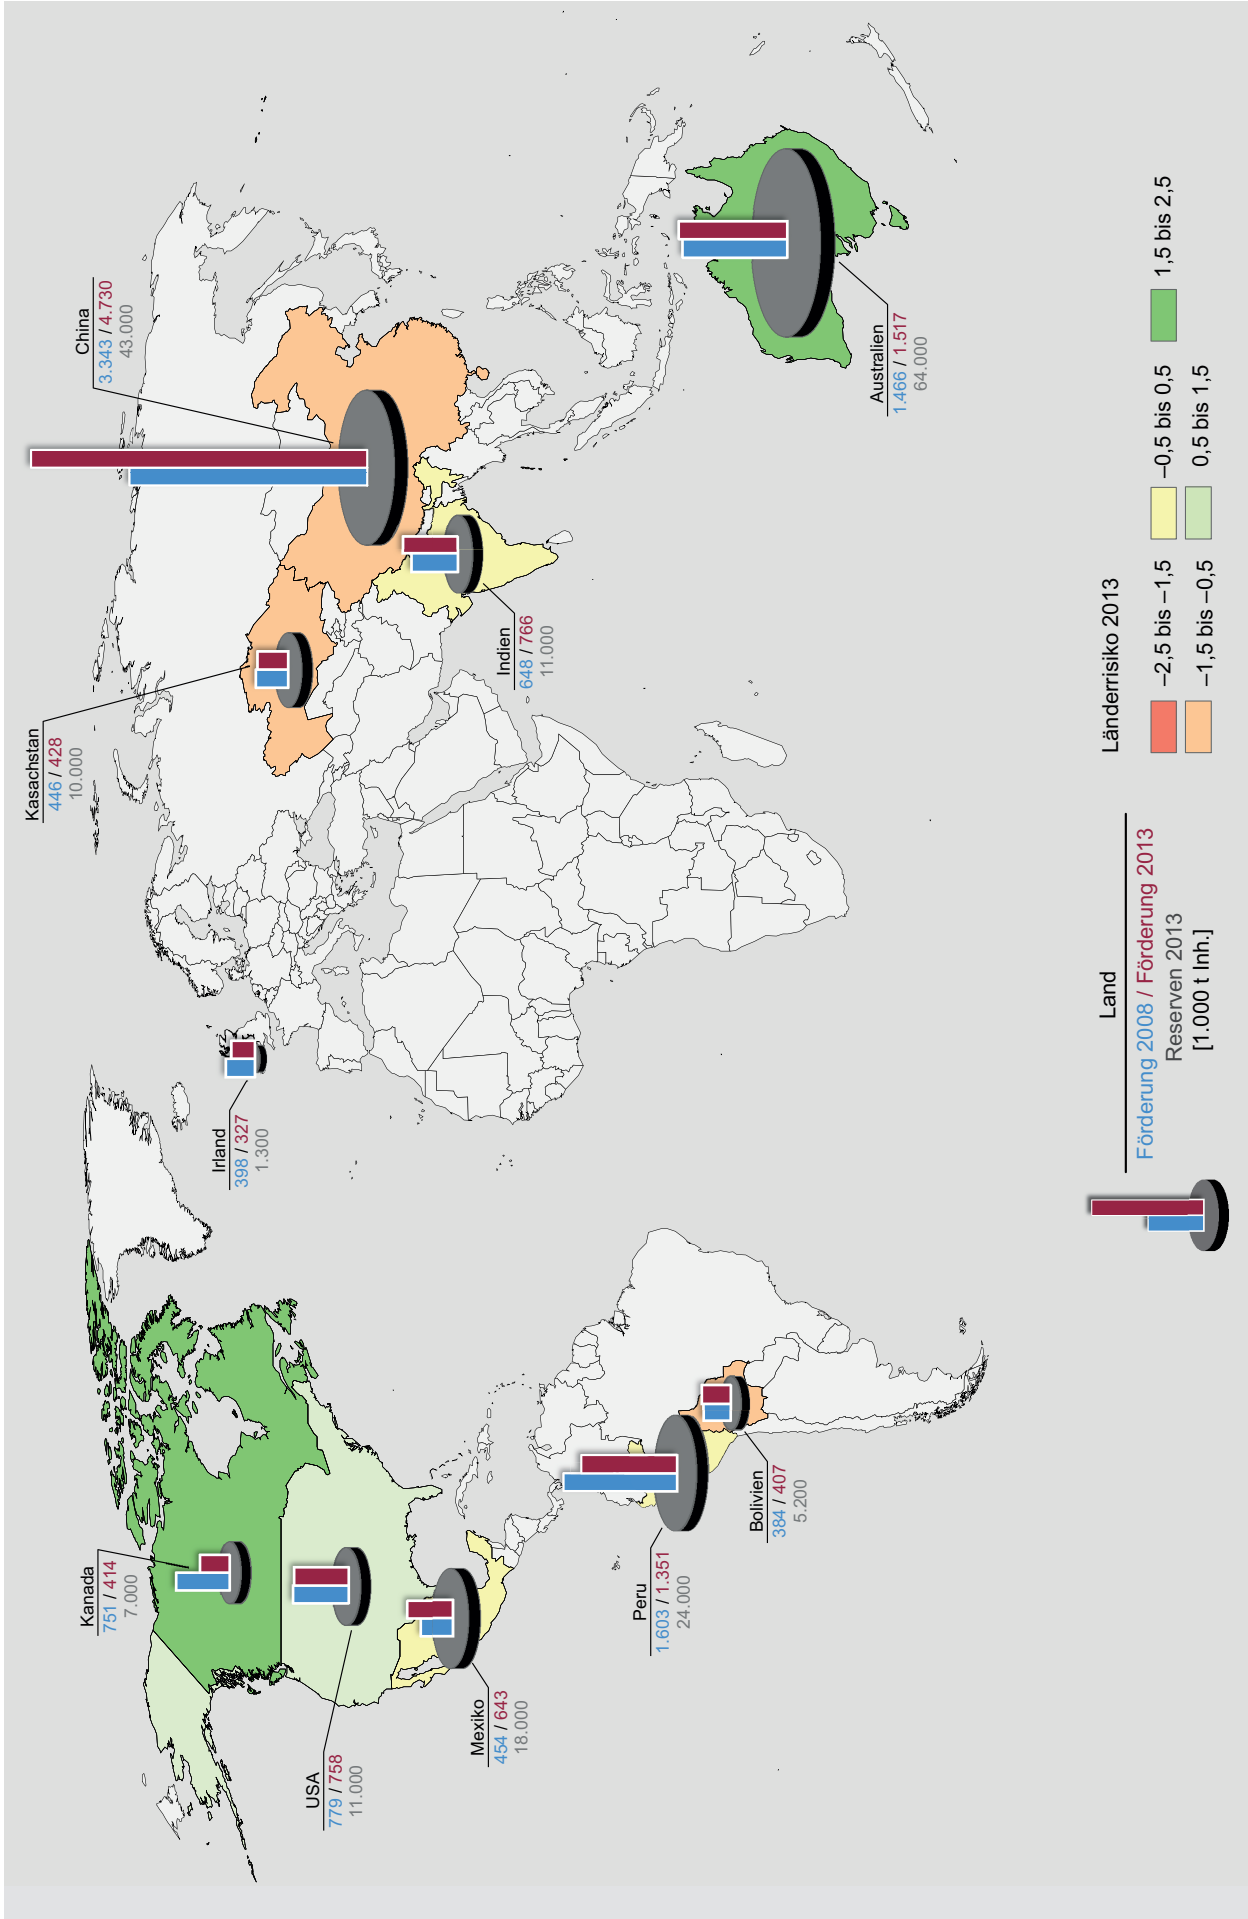 Kanada
751 / 414
7.000
USA
779 / 758
11.000
Mexiko
454 / 643
18.000
Peru
1.603 / 1.351
24.000
Bolivien
384 / 407
5.200
Irland
398 / 327
1.300
Kasachstan
446 / 428
10.000
China
3.343 / 4.730
43.000
Indien
648 / 766
11.000
Australien
1.466 / 1.517
64.000
Land
Förderung 2008 / Förderung 2013
Reserven 2013
[1.000 t Inh.]
Länderrisiko 2013
–2,5 bis –1,5
–0,5 bis 0,5
1,5 bis 2,5
–1,5 bis –0,5
0,5 bis 1,5